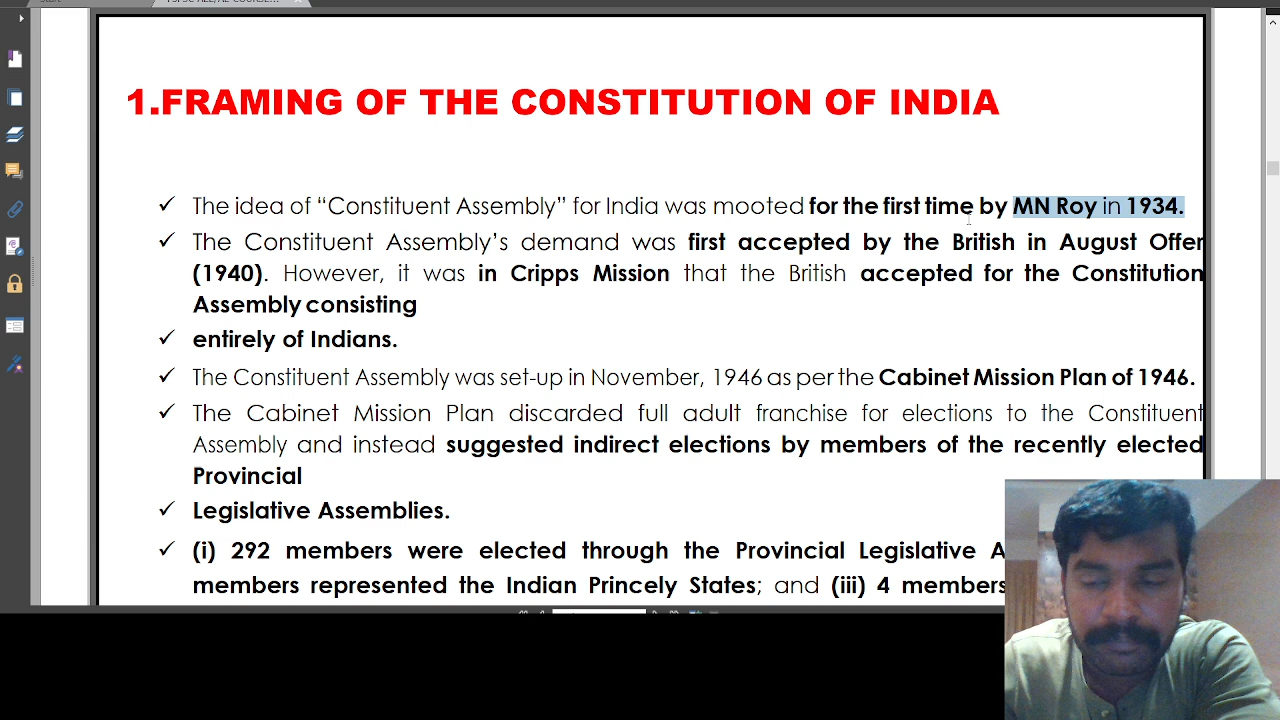 1.FRAMING OF THE CONSTITUTION OF INDIA
✓ The idea of “Constituent Assembly” for India was mooted for the first time by MN Roy in 1934.
✓ The Constituent Assembly’s demand was first accepted by the British in August Offer
(1940). However, it was in Cripps Mission that the British accepted for the Constitution
Assembly consisting
✓ entirely of Indians.
✓ The Constituent Assembly was set-up in November, 1946 as per the Cabinet Mission Plan of 1946.
✓ The Cabinet Mission Plan discarded full adult franchise for elections to the Constituent
Assembly and instead suggested indirect elections by members of the recently elected
Provincial
✓ Legislative Assemblies.
✓ (i) 292 members were elected through the Provincial Legislative
members represented the Indian Princely States; and (iii) 4 members